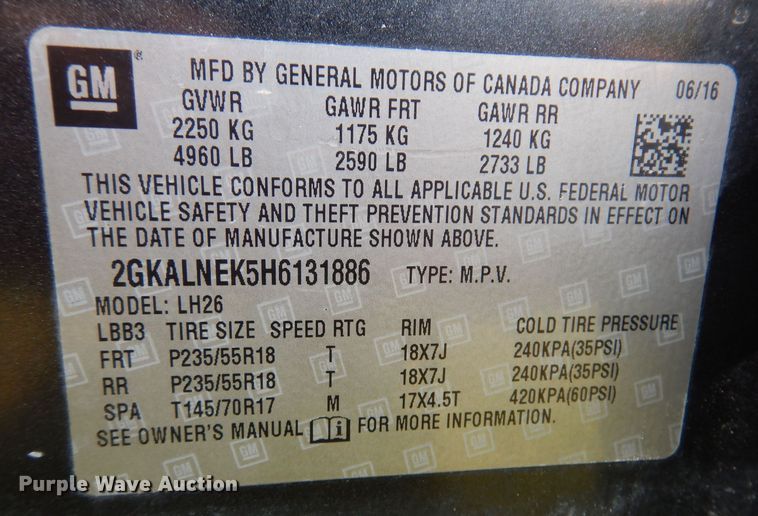 GM ®
MFD BY GENERAL MOTORS OF CANADA COMPANY 06/16
GVWR GAWR FRT GAWR RR
2250 KG 1175 KG 1240 KG
4960 LB 2590 LB 2733 LB
THIS VEHICLE CONFORMS TO ALL APPLICABLE U.S. FEDERAL MOTOR
VEHICLE SAFETY AND THEFT PREVENTION STANDARDS IN EFFECT ON
THE DATE OF MANUFACTURE SHOWN ABOVE.
2GKALNEK5H6131886 TYPE: M.P.V.
MODEL: LH26
LBB3 TIRE SIZE SPEED RTG RIM COLD TIRE PRESSURE
FRT P235/55R18 T 18X7J 240KPA(35PSI)
RR P235/55R18 T 18X7J 240KPA(35PSI)
SPA T145/70R17 M 17X4.5T 420KPA(60PSI)
SEE OWNER'S MANUAL FOR MORE INFORMATION.
Purple Wave Auction